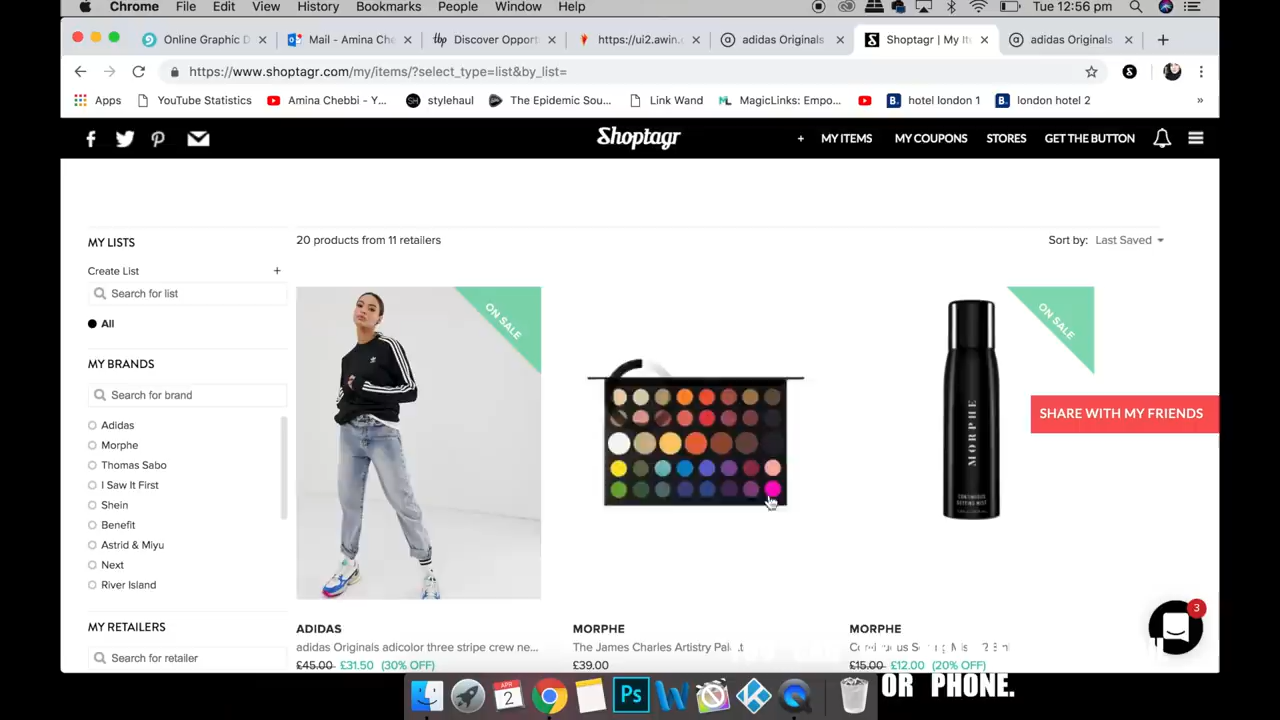 Chrome File Edit View History Bookmarks People Window Help Tue 12:56 pm
Online Graphic D Mail - Amina Che Discover Opport https://ui2.awin.c adidas Originals Shoptagr | My It adidas Originals
https://www.shoptagr.com/my/items/?select_type=list&by_list=
Apps YouTube Statistics Amina Chebbi - Y... stylehaul The Epidemic Sou... Link Wand MagicLinks: Empo... hotel london 1 london hotel 2 »
Shoptagr + MY ITEMS MY COUPONS STORES GET THE BUTTON
MY LISTS
20 products from 11 retailers
Sort by: Last Saved
Create List +
Search for list
All
MY BRANDS
Search for brand
Adidas
Morphe
Thomas Sabo
I Saw It First
Shein
Benefit
Astrid & Miyu
Next
River Island
MY RETAILERS
Search for retailer
ON SALE
ON SALE
MORPHE
SHARE WITH MY FRIENDS
3
ADIDAS
adidas Originals adicolor three stripe crew ne...
£45.00 £31.50 (30% OFF)
MORPHE
The James Charles Artistry
£39.00
MORPHE
£15.00 £12.00 (20% OFF)
APR
2
Ps
OR PHONE.